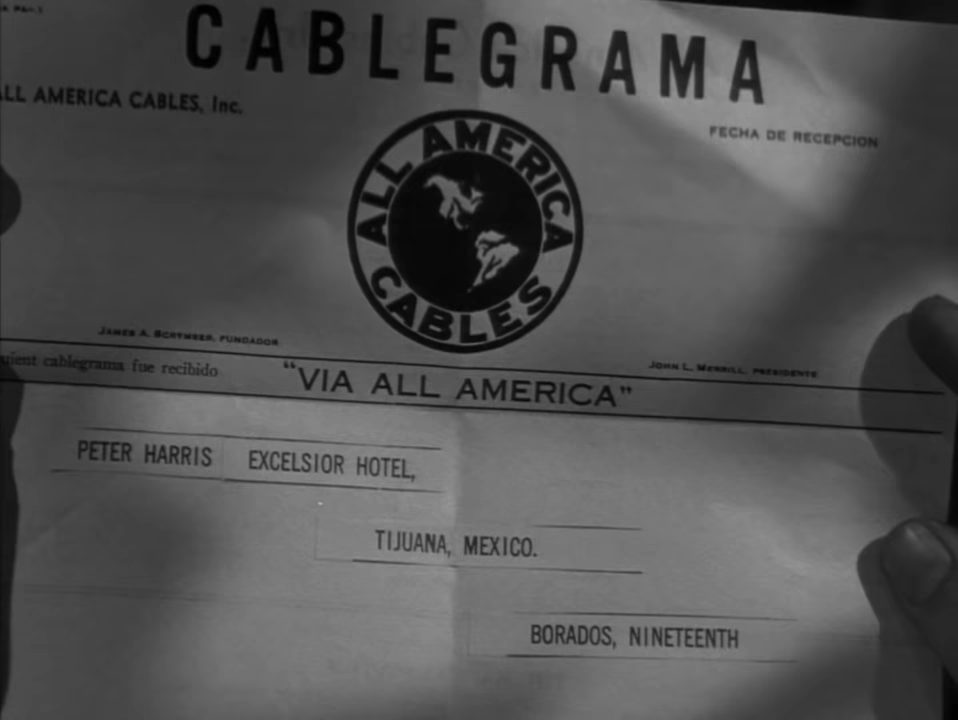 CABLEGRAMA
ALL AMERICA CABLES, Inc.
FECHA DE RECEPCION
ALL AMERICA CABLES
JAMES A. SCRYMSER, FUNDADOR
JOHN L. MERRILL, PRESIDENTE
uient cablegrama fue recibido "VIA ALL AMERICA"
PETER HARRIS EXCELSIOR HOTEL,
TIJUANA, MEXICO.
BORADOS, NINETEENTH